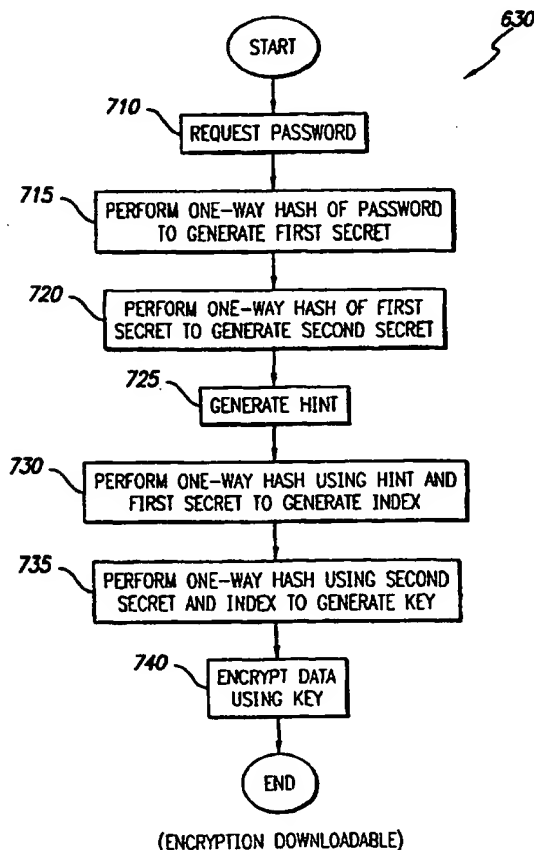 630
START
710
REQUEST PASSWORD
715
PERFORM ONE-WAY HASH OF PASSWORD
TO GENERATE FIRST SECRET
720
PERFORM ONE-WAY HASH OF FIRST
SECRET TO GENERATE SECOND SECRET
725
GENERATE HINT
730
PERFORM ONE-WAY HASH USING HINT AND
FIRST SECRET TO GENERATE INDEX
735
PERFORM ONE-WAY HASH USING SECOND
SECRET AND INDEX TO GENERATE KEY
740
ENCRYPT DATA
USING KEY
END
(ENCRYPTION DOWNLOADABLE)